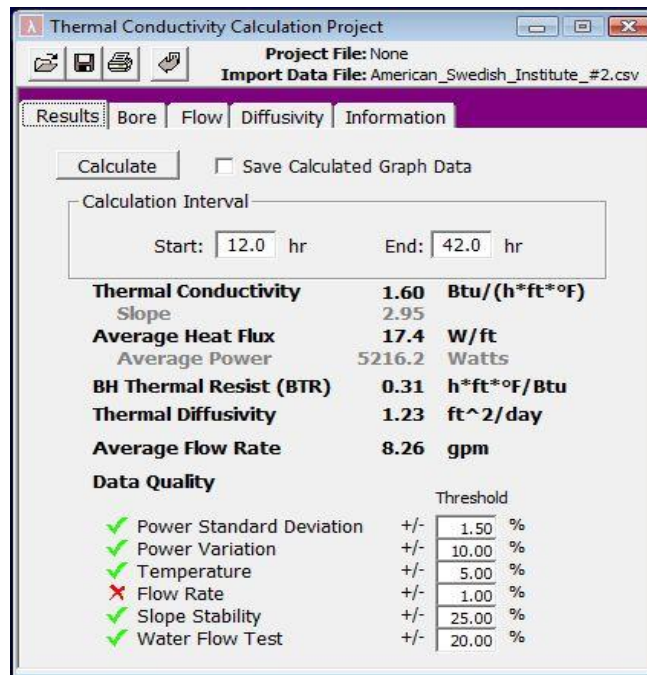 λ Thermal Conductivity Calculation Project
Project File: None
Import Data File: American_Swedish_Institute_#2.csv
Results Bore Flow Diffusivity Information
Calculate Save Calculated Graph Data
Calculation Interval
Start: 12.0 hr End: 42.0 hr
Thermal Conductivity 1.60 Btu/(h*ft*ºF)
Slope 2.95
Average Heat Flux 17.4 W/ft
Average Power 5216.2 Watts
BH Thermal Resist (BTR) 0.31 h*ft*ºF/Btu
Thermal Diffusivity 1.23 ft^2/day
Average Flow Rate 8.26 gpm
Data Quality
Threshold
Power Standard Deviation +/- 1.50 %
Power Variation +/- 10.00 %
Temperature +/- 5.00 %
Flow Rate +/- 1.00 %
Slope Stability +/- 25.00 %
Water Flow Test +/- 20.00 %